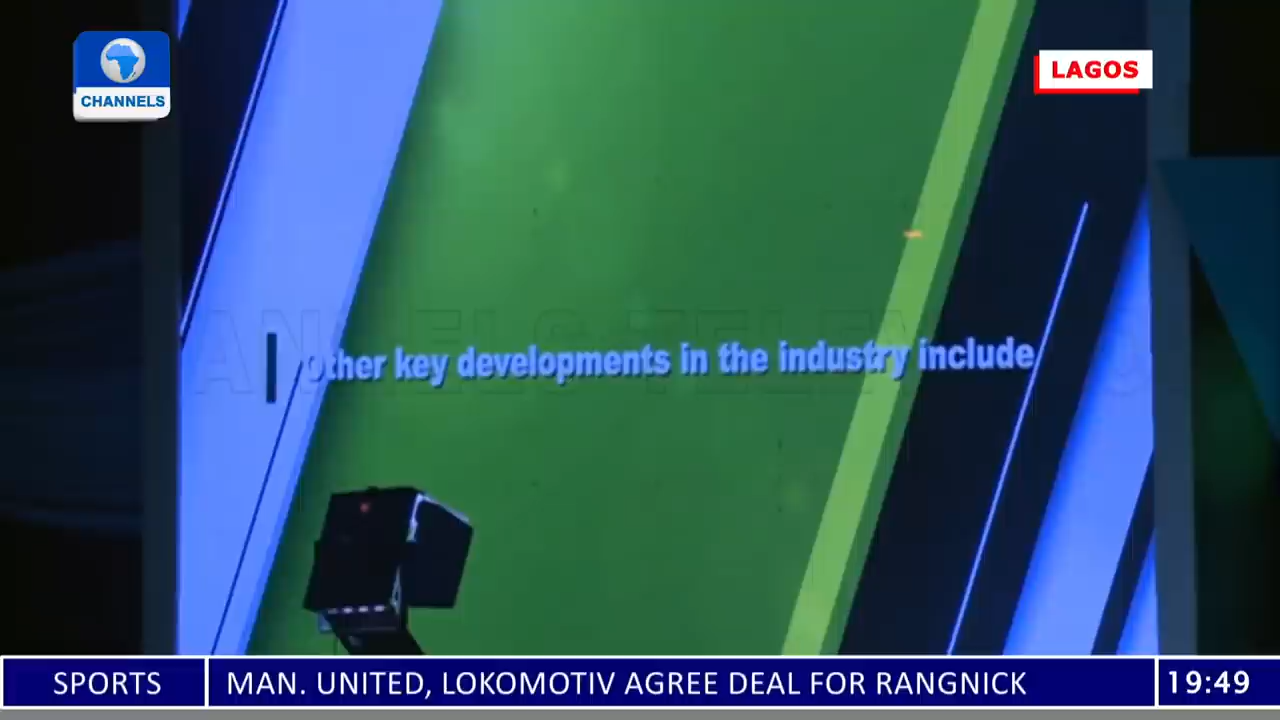 CHANNELS
LAGOS
Other key developments in the industry include
SPORTS
MAN. UNITED, LOKOMOTIV AGREE DEAL FOR RANGNICK
19:49